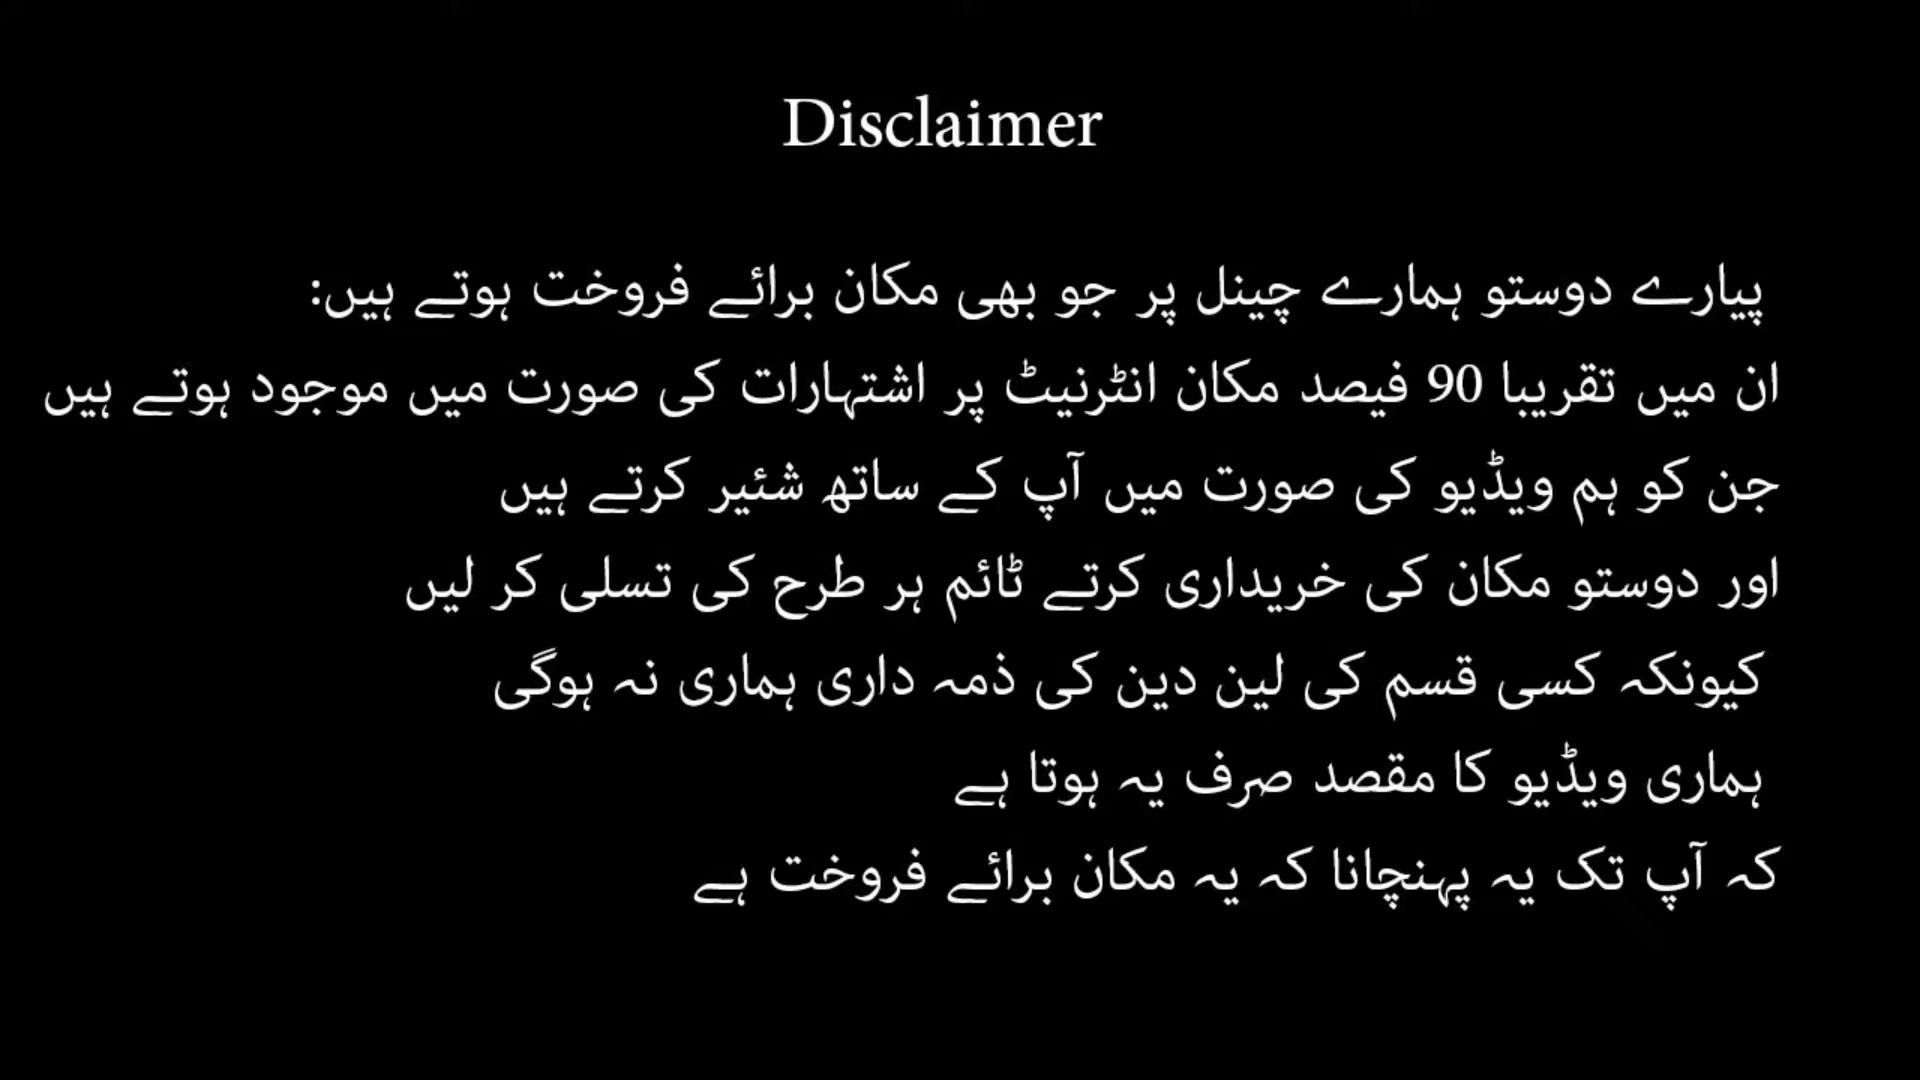 Disclaimer
پیارے دوستو ہمارے چینل پر جو بھی مکان برائے فروخت ہوتے ہیں:
ان میں تقریبا 90 فیصد مکان انٹرنیٹ پر اشتہارات کی صورت میں موجود ہوتے ہیں
جن کو ہم ویڈیو کی صورت میں آپ کے ساتھ شئیر کرتے ہیں
اور دوستو مکان کی خریداری کرتے ٹائم ہر طرح کی تسلی کر لیں
کیونکہ کسی قسم کی لین دین کی ذمہ داری ہماری نہ ہوگی
ہماری ویڈیو کا مقصد صرف یہ ہوتا ہے
کہ آپ تک یہ پہنچانا کہ یہ مکان برائے فروخت ہے